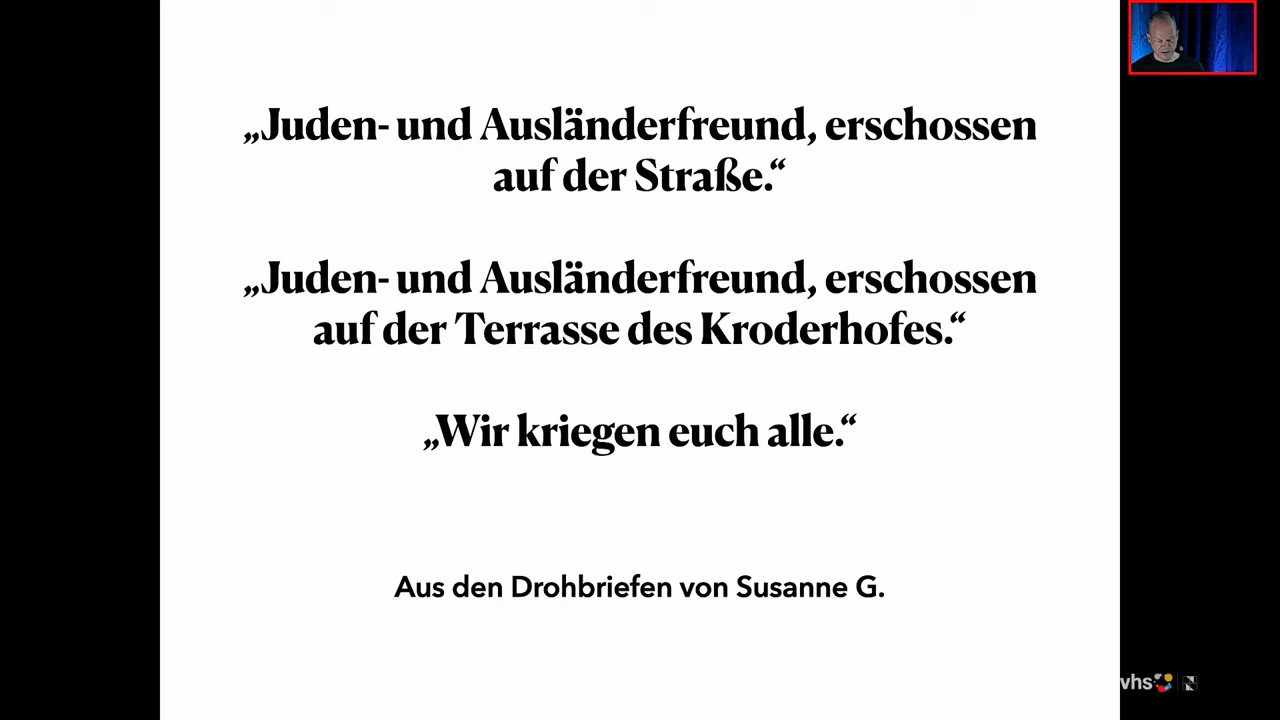 „Juden- und Ausländerfreund, erschossen
auf der Straße.“
„Juden- und Ausländerfreund, erschossen
auf der Terrasse des Kroderhofes.“
„Wir kriegen euch alle.“
Aus den Drohbriefen von Susanne G.
vhs